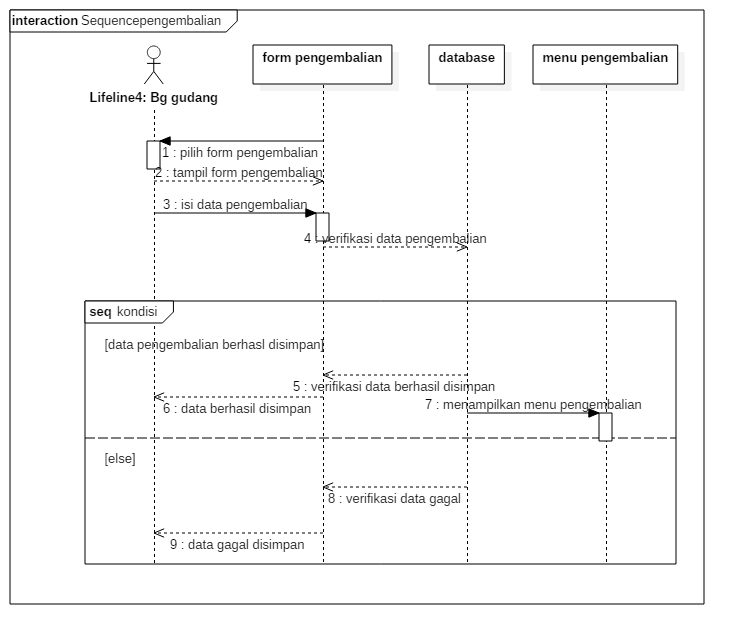 interaction Sequencepengembalian
form pengembalian
database
menu pengembalian
Lifeline4: Bg gudang
1 : pilih form pengembalian
2 : tampil form pengembalian
3 : isi data pengembalian
4 : verifikasi data pengembalian
seq kondisi
[data pengembalian berhasl disimpan]
5 : verifikasi data berhasil disimpan
6 : data berhasil disimpan
7 : menampilkan menu pengembalian
[else]
8 : verifikasi data gagal
9 : data gagal disimpan